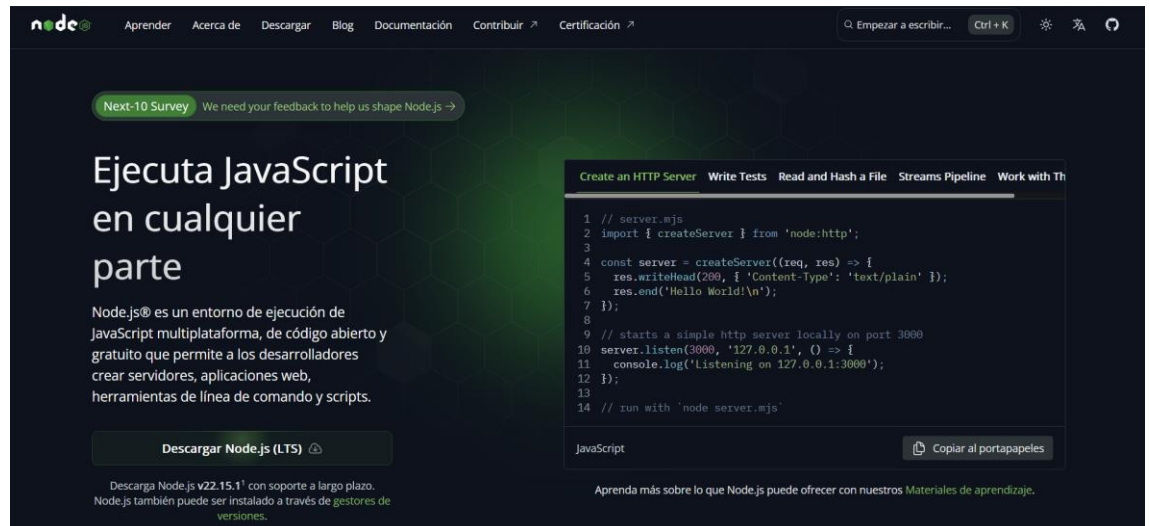 node
Aprender Acerca de Descargar Blog Documentación Contribuir ↗ Certificación ↗ Empezar a escribir... Ctrl + K
Next-10 Survey We need your feedback to help us shape Node.js →
Ejecuta JavaScript
en cualquier
parte
Node.js® es un entorno de ejecución de
JavaScript multiplataforma, de código abierto y
gratuito que permite a los desarrolladores
crear servidores, aplicaciones web,
herramientas de línea de comando y scripts.
Descargar Node.js (LTS)
Descarga Node.js v22.15.1¹ con soporte a largo plazo.
Node.js también puede ser instalado a través de gestores de
versiones.
Create an HTTP Server Write Tests Read and Hash a File Streams Pipeline Work with Th
1 // server.mjs
2 import { createServer } from 'node:http';
3
4 const server = createServer((req, res) => {
5   res.writeHead(200, { 'Content-Type': 'text/plain' });
6   res.end('Hello World!\n');
7 });
8
9 // starts a simple http server locally on port 3000
10 server.listen(3000, '127.0.0.1', () => {
11   console.log('Listening on 127.0.0.1:3000');
12 });
13
14 // run with `node server.mjs`
JavaScript Copiar al portapapeles
Aprenda más sobre lo que Node.js puede ofrecer con nuestros Materiales de aprendizaje.